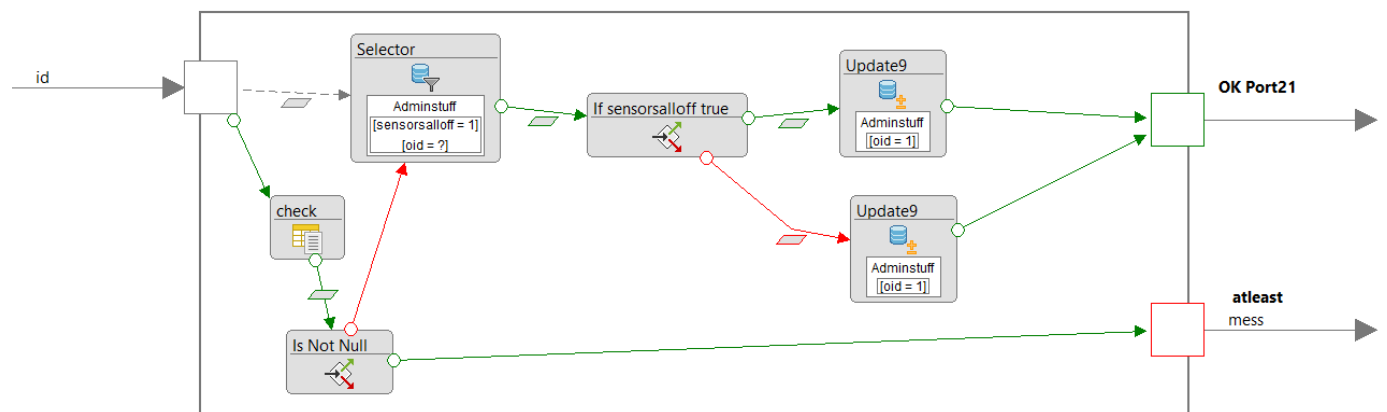 id
Selector
Adminstuff
[sensorsalloff = 1]
[oid = ?]
If sensorsalloff true
Update9
Adminstuff
[oid = 1]
OK Port21
check
Update9
Adminstuff
[oid = 1]
Is Not Null
atleast
mess